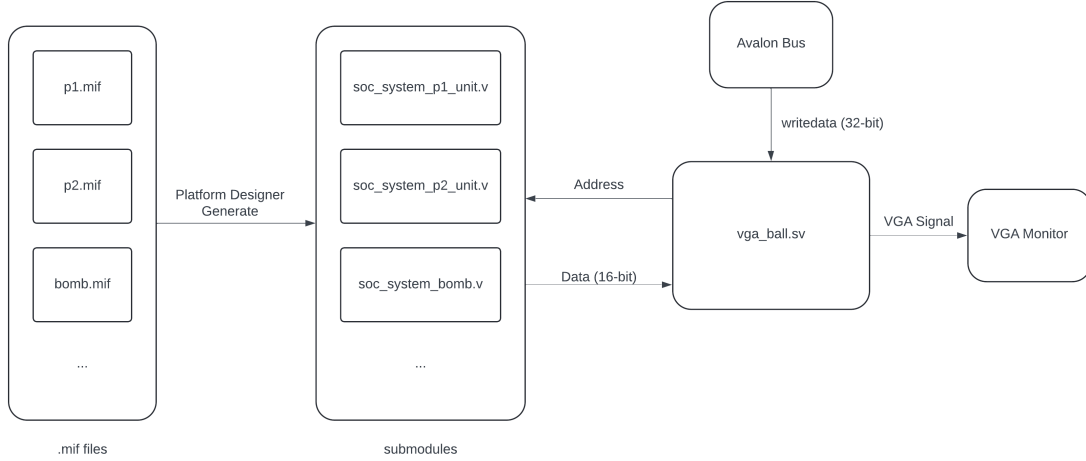 p1.mif
p2.mif
bomb.mif
...
.mif files
Platform Designer
Generate
soc_system_p1_unit.v
soc_system_p2_unit.v
soc_system_bomb.v
...
submodules
Address
Data (16-bit)
Avalon Bus
writedata (32-bit)
vga_ball.sv
VGA Signal
VGA Monitor